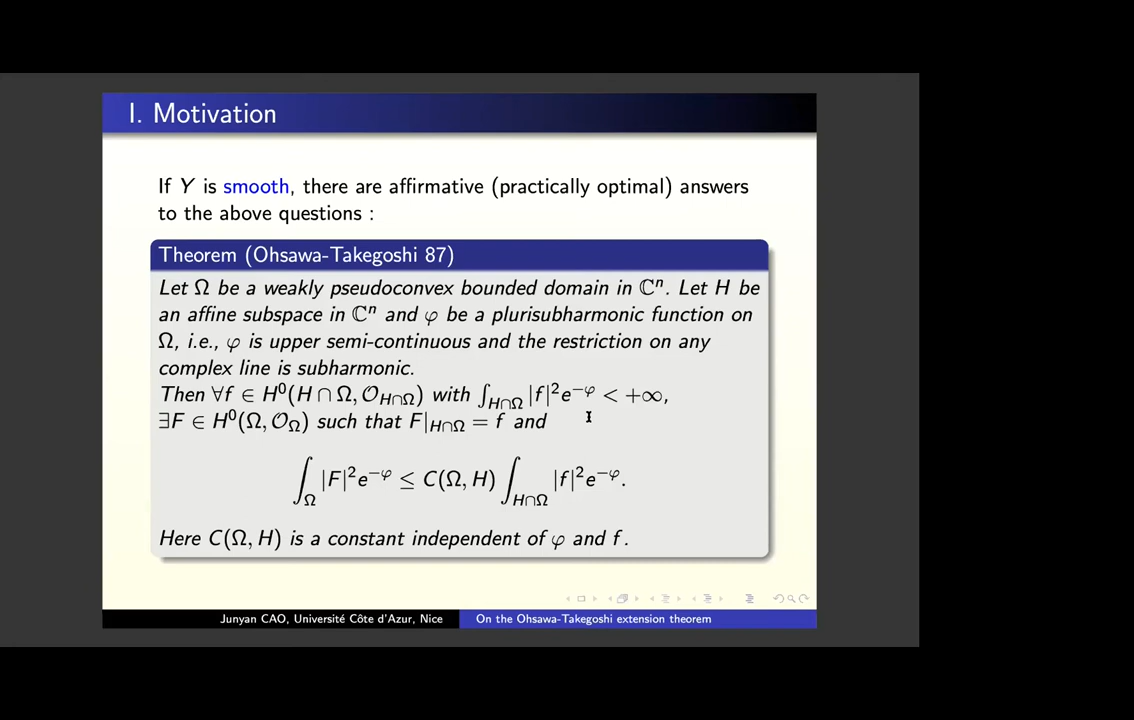 I. Motivation
If Y is smooth, there are affirmative (practically optimal) answers
to the above questions :
Theorem (Ohsawa-Takegoshi 87)
Let Ω be a weakly pseudoconvex bounded domain in ℂⁿ. Let H be
an affine subspace in ℂⁿ and φ be a plurisubharmonic function on
Ω, i.e., φ is upper semi-continuous and the restriction on any
complex line is subharmonic.
Then ∀f ∈ H⁰(H ∩ Ω, 𝒪_{H∩Ω}) with ∫_{H∩Ω} |f|²e^{−φ} < +∞,
∃F ∈ H⁰(Ω, 𝒪_Ω) such that F|_{H∩Ω} = f and
∫_Ω |F|²e^{−φ} ≤ C(Ω, H) ∫_{H∩Ω} |f|²e^{−φ}.
Here C(Ω, H) is a constant independent of φ and f.
Junyan CAO, Université Côte d'Azur, Nice
On the Ohsawa-Takegoshi extension theorem